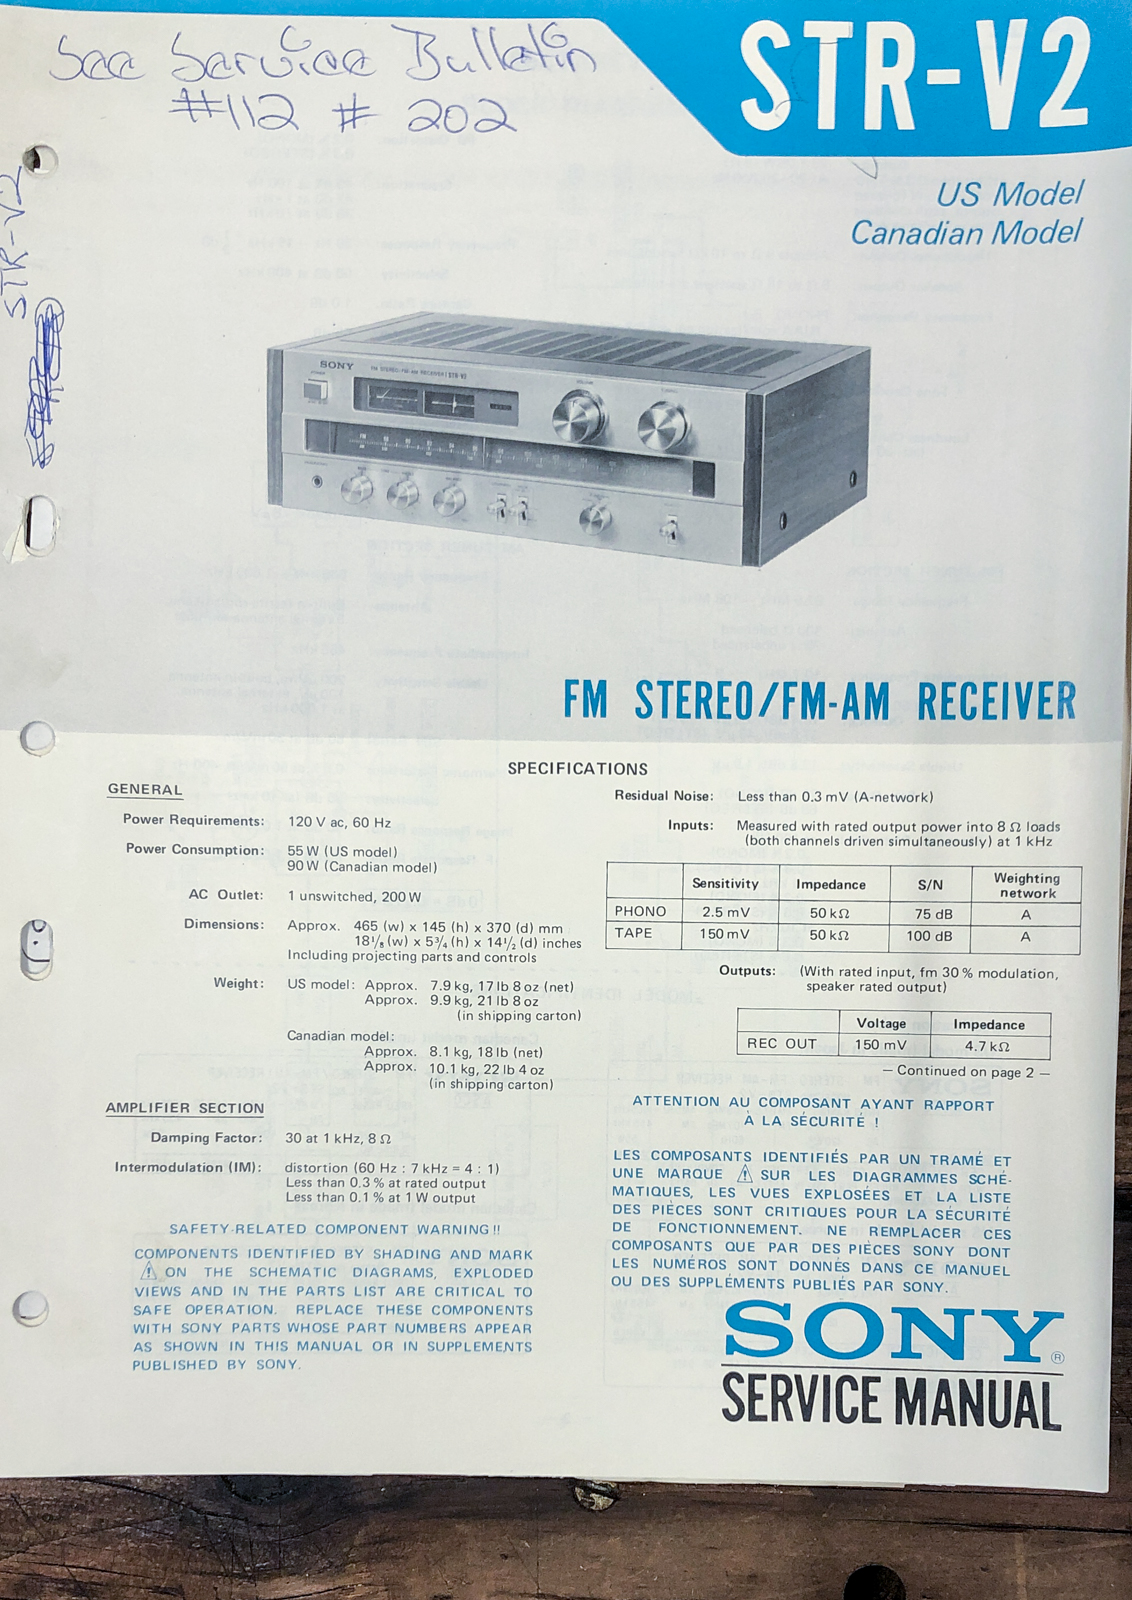 See Service Bulletin
#112 # 202
STR-V2
STR-V2
US Model
Canadian Model
SONY
FM STEREO/FM-AM RECEIVER
SPECIFICATIONS
GENERAL
Power Requirements: 120 V ac, 60 Hz
Power Consumption: 55 W (US model)
90 W (Canadian model)
AC Outlet: 1 unswitched, 200 W
Dimensions: Approx. 465 (w) x 145 (h) x 370 (d) mm
18⅛ (w) x 5¾ (h) x 14½ (d) inches
Including projecting parts and controls
Weight: US model: Approx. 7.9 kg, 17 lb 8 oz (net)
Approx. 9.9 kg, 21 lb 8 oz
(in shipping carton)
Canadian model:
Approx. 8.1 kg, 18 lb (net)
Approx. 10.1 kg, 22 lb 4 oz
(in shipping carton)
AMPLIFIER SECTION
Damping Factor: 30 at 1 kHz, 8 Ω
Intermodulation (IM): distortion (60 Hz : 7 kHz = 4 : 1)
Less than 0.3 % at rated output
Less than 0.1 % at 1 W output
SAFETY-RELATED COMPONENT WARNING!!
COMPONENTS IDENTIFIED BY SHADING AND MARK
⚠ ON THE SCHEMATIC DIAGRAMS, EXPLODED
VIEWS AND IN THE PARTS LIST ARE CRITICAL TO
SAFE OPERATION. REPLACE THESE COMPONENTS
WITH SONY PARTS WHOSE PART NUMBERS APPEAR
AS SHOWN IN THIS MANUAL OR IN SUPPLEMENTS
PUBLISHED BY SONY.
Residual Noise: Less than 0.3 mV (A-network)
Inputs: Measured with rated output power into 8 Ω loads
(both channels driven simultaneously) at 1 kHz
Sensitivity Impedance S/N Weighting network
PHONO 2.5 mV 50 kΩ 75 dB A
TAPE 150 mV 50 kΩ 100 dB A
Outputs: (With rated input, fm 30 % modulation,
speaker rated output)
Voltage Impedance
REC OUT 150 mV 4.7 kΩ
— Continued on page 2 —
ATTENTION AU COMPOSANT AYANT RAPPORT
À LA SÉCURITÉ !
LES COMPOSANTS IDENTIFIÉS PAR UN TRAMÉ ET
UNE MARQUE ⚠ SUR LES DIAGRAMMES SCHÉ-
MATIQUES, LES VUES EXPLOSÉES ET LA LISTE
DES PIÈCES SONT CRITIQUES POUR LA SÉCURITÉ
DE FONCTIONNEMENT. NE REMPLACER CES
COMPOSANTS QUE PAR DES PIÈCES SONY DONT
LES NUMÉROS SONT DONNÉS DANS CE MANUEL
OU DES SUPPLÉMENTS PUBLIÉS PAR SONY.
SONY®
SERVICE MANUAL